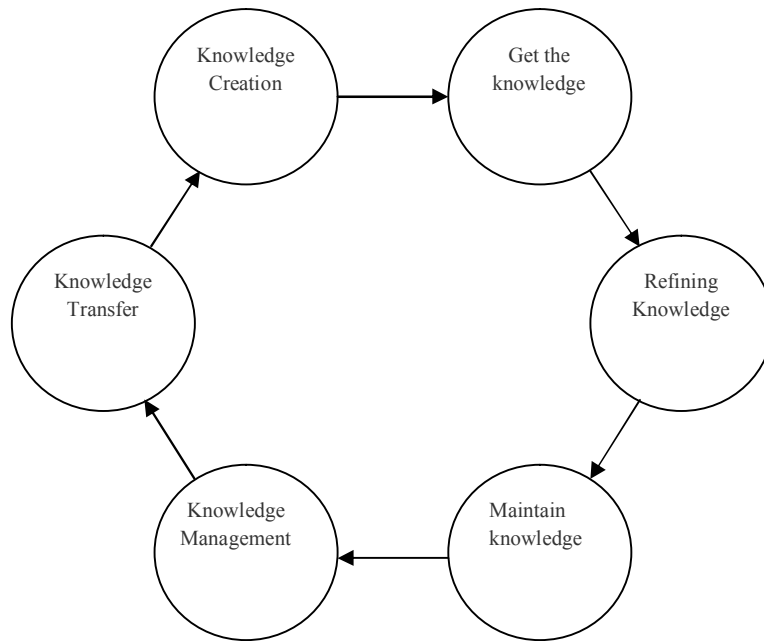 Knowledge
Creation
Get the
knowledge
Refining
Knowledge
Maintain
knowledge
Knowledge
Management
Knowledge
Transfer